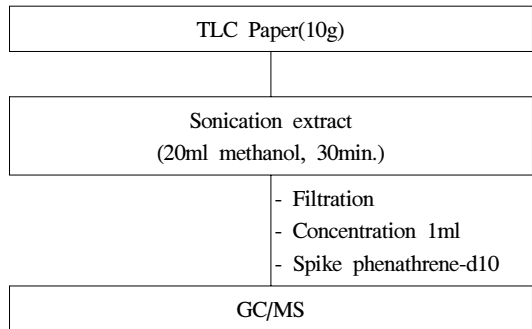 TLC Paper(10g)
Sonication extract
(20ml methanol, 30min.)
- Filtration
- Concentration 1ml
- Spike phenathrene-d10
GC/MS